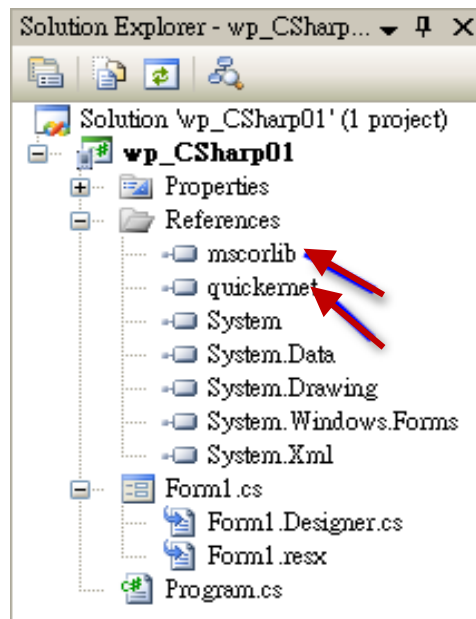 Solution Explorer - wp_CSharp...
Solution 'wp_CSharp01' (1 project)
wp_CSharp01
Properties
References
mscorlib
quickernet
System
System.Data
System.Drawing
System.Windows.Forms
System.Xml
Form1.cs
Form1.Designer.cs
Form1.resx
Program.cs